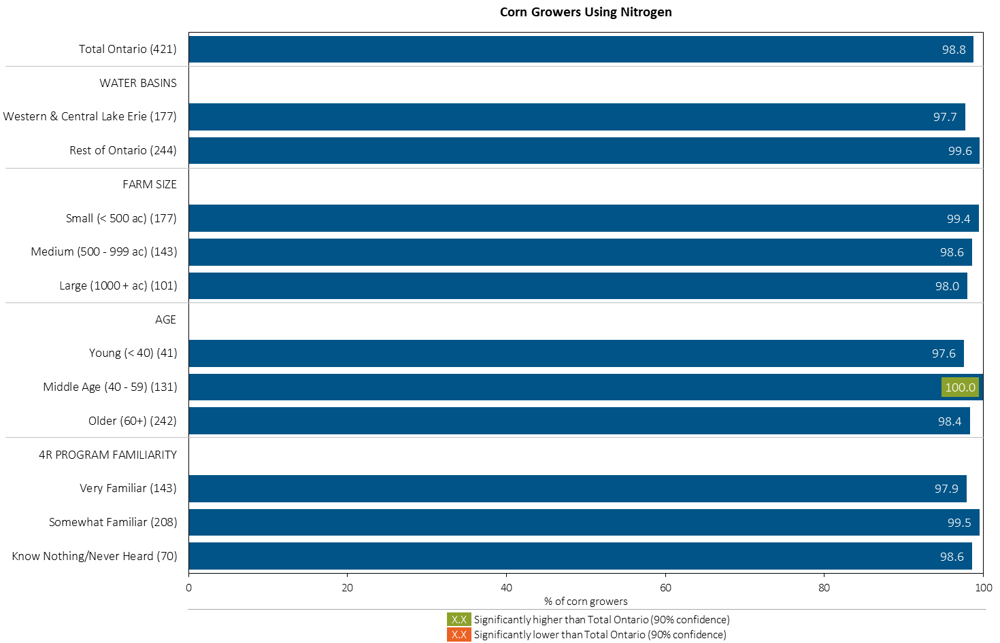 Corn Growers Using Nitrogen
Total Ontario (421) 98.8
WATER BASINS
Western & Central Lake Erie (177) 97.7
Rest of Ontario (244) 99.6
FARM SIZE
Small (< 500 ac) (177) 99.4
Medium (500 - 999 ac) (143) 98.6
Large (1000 + ac) (101) 98.0
AGE
Young (< 40) (41) 97.6
Middle Age (40 - 59) (131) 100.0
Older (60+) (242) 98.4
4R PROGRAM FAMILIARITY
Very Familiar (143) 97.9
Somewhat Familiar (208) 99.5
Know Nothing/Never Heard (70) 98.6
0 20 40 60 80 100
% of corn growers
X.X Significantly higher than Total Ontario (90% confidence)
X.X Significantly lower than Total Ontario (90% confidence)